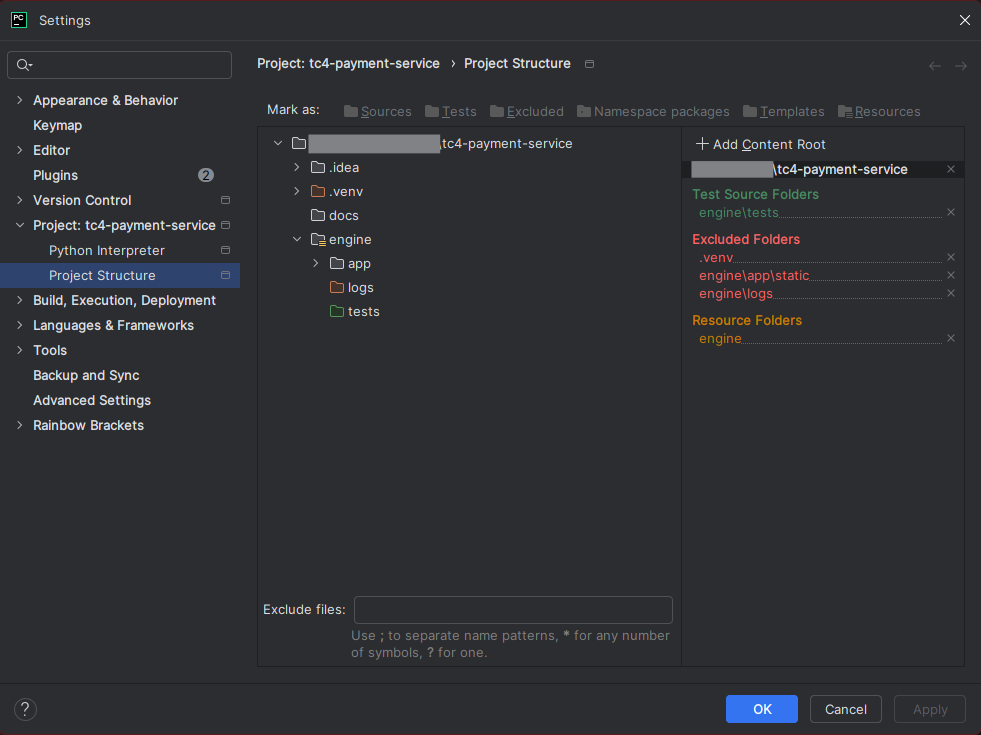 PC
Settings
Project: tc4-payment-service › Project Structure
Appearance & Behavior
Keymap
Editor
Plugins 2
Version Control
Project: tc4-payment-service
Python Interpreter
Project Structure
Build, Execution, Deployment
Languages & Frameworks
Tools
Backup and Sync
Advanced Settings
Rainbow Brackets
Mark as: Sources Tests Excluded Namespace packages Templates Resources
\tc4-payment-service
.idea
.venv
docs
engine
app
logs
tests
Exclude files:
Use ; to separate name patterns, * for any number
of symbols, ? for one.
+ Add Content Root
\tc4-payment-service
Test Source Folders
engine\tests
Excluded Folders
.venv
engine\app\static
engine\logs
Resource Folders
engine
?
OK Cancel Apply